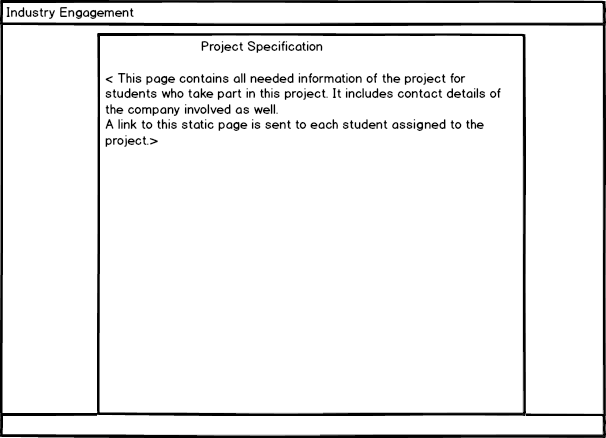 Industry Engagement
Project Specification
< This page contains all needed information of the project for
students who take part in this project. It includes contact details of
the company involved as well.
A link to this static page is sent to each student assigned to the
project.>